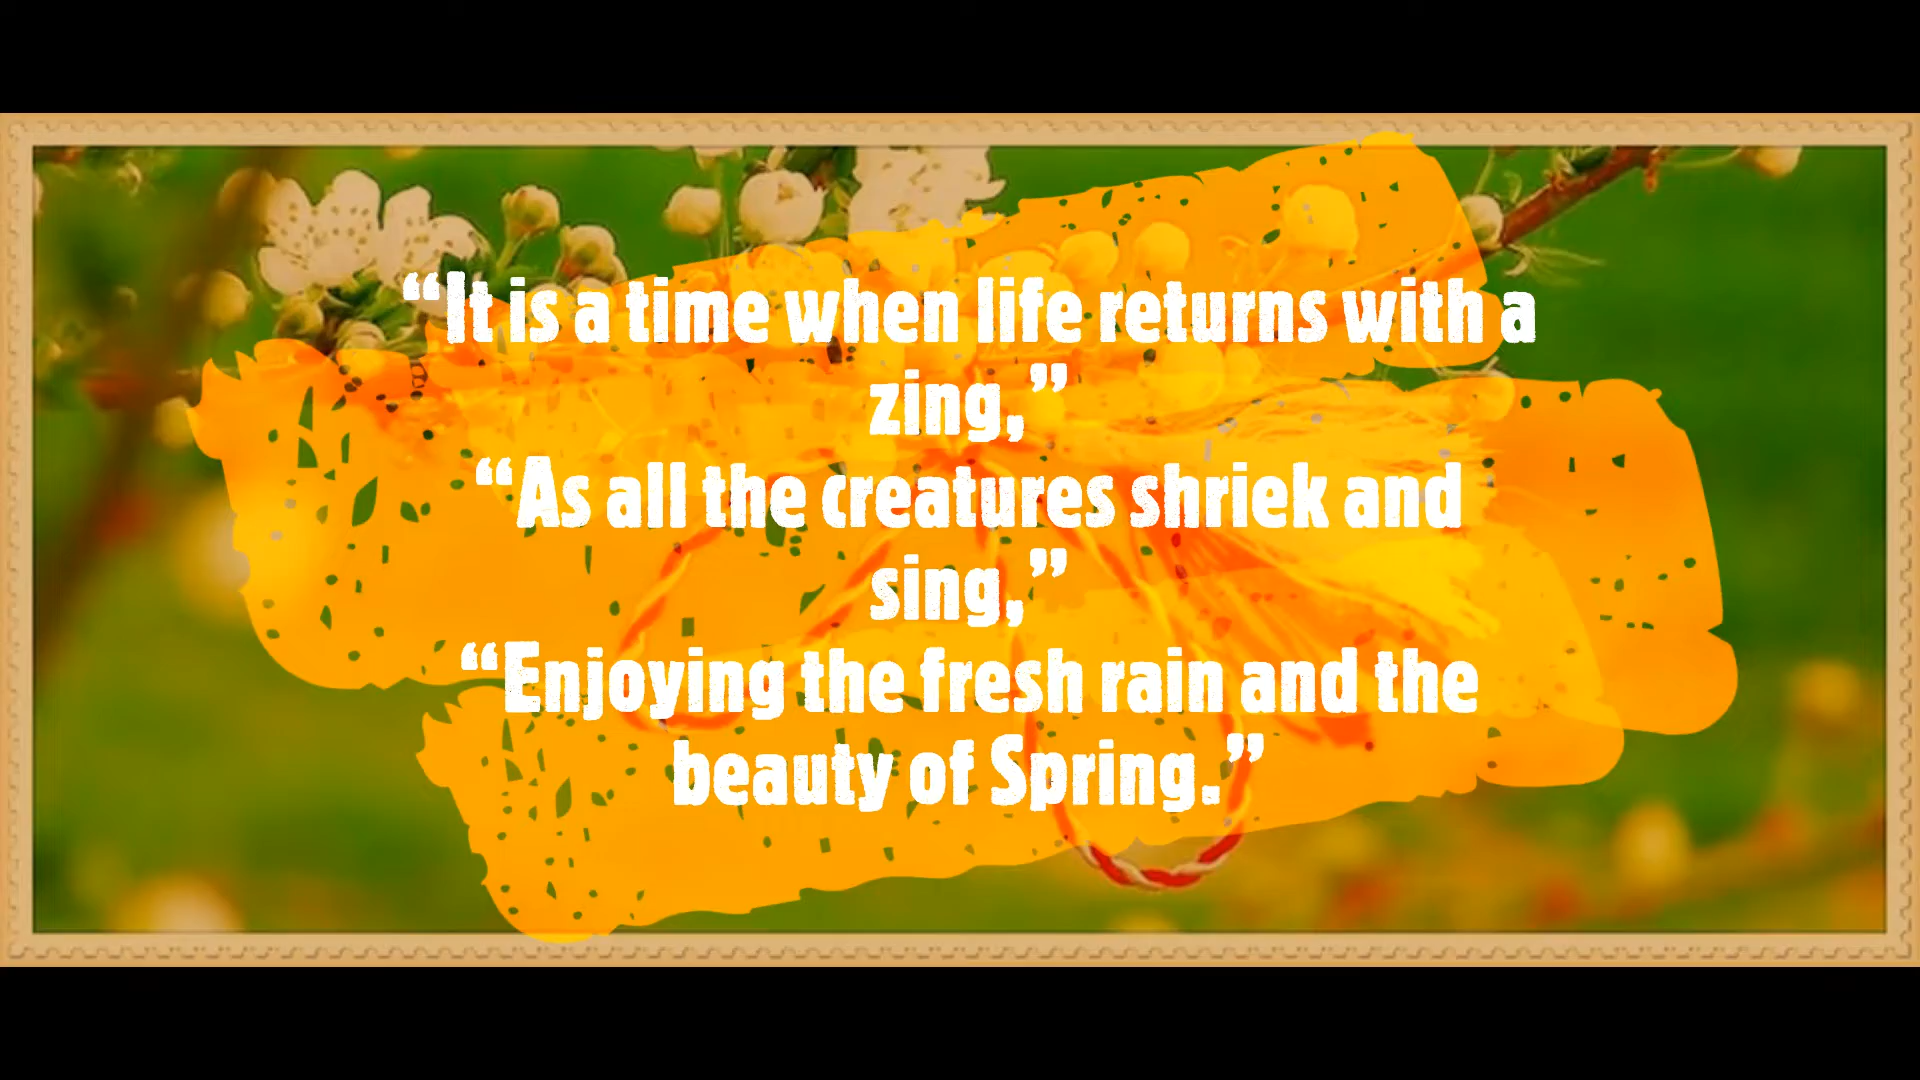 “It is a time when life returns with a
zing,”
“As all the creatures shriek and
sing,”
“Enjoying the fresh rain and the
beauty of Spring.”